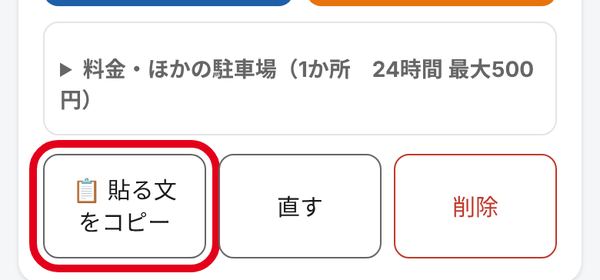 ▶ 料金・ほかの駐車場（1か所　24時間 最大500
円）
📋 貼る文
をコピー
直す
削除